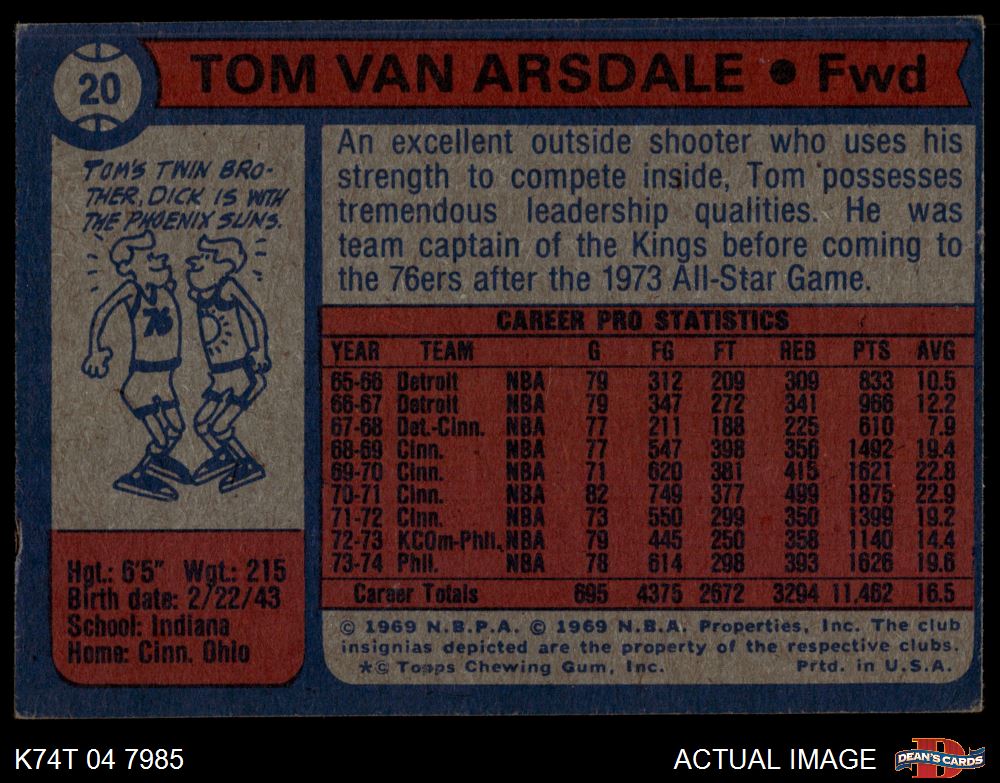 20
TOM VAN ARSDALE • Fwd
TOM'S TWIN BRO-
THER, DICK IS WITH
THE PHOENIX SUNS.
76
An excellent outside shooter who uses his
strength to compete inside, Tom possesses
tremendous leadership qualities. He was
team captain of the Kings before coming to
the 76ers after the 1973 All-Star Game.
CAREER PRO STATISTICS
YEAR TEAM G FG FT REB PTS AVG
65-66 Detroit NBA 79 312 209 309 833 10.5
66-67 Detroit NBA 79 347 272 341 966 12.2
67-68 Det.-Cinn. NBA 77 211 188 225 610 7.9
68-69 Cinn. NBA 77 547 398 356 1492 19.4
69-70 Cinn. NBA 71 620 381 415 1621 22.8
70-71 Cinn. NBA 82 749 377 499 1875 22.9
71-72 Cinn. NBA 73 550 299 350 1399 19.2
72-73 KCOm-Phil. NBA 79 445 250 358 1140 14.4
73-74 Phil. NBA 78 614 298 393 1626 19.6
Career Totals 695 4375 2672 3294 11,462 16.5
Hgt.: 6'5" Wgt.: 215
Birth date: 2/22/43
School: Indiana
Home: Cinn. Ohio
© 1969 N.B.P.A. © 1969 N.B.A. Properties, Inc. The club
insignias depicted are the property of the respective clubs.
*© Topps Chewing Gum, Inc. Prtd. in U.S.A.
K74T 04 7985
ACTUAL IMAGE
D
DEAN'S CARDS